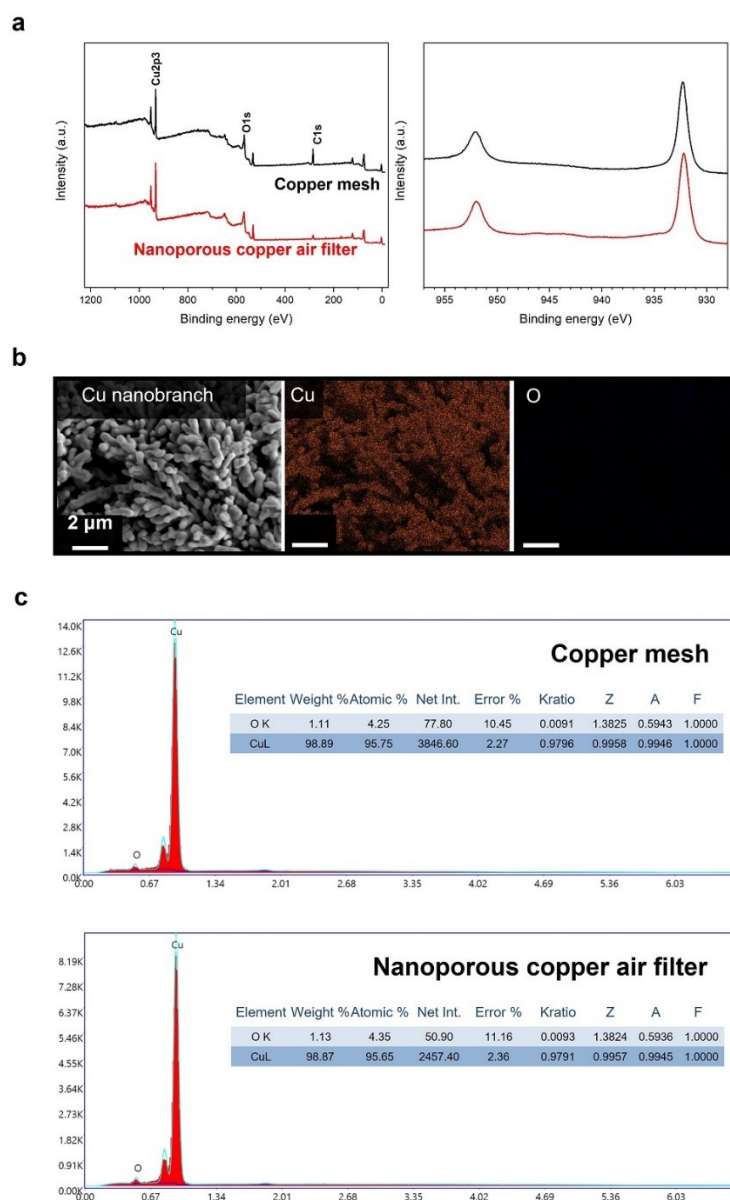 a
Cu2p3
O1s
C1s
Copper mesh
Nanoporous copper air filter
Intensity (a.u.)
1200 1000 800 600 400 200 0
Binding energy (eV)
Intensity (a.u.)
955 950 945 940 935 930
Binding energy (eV)
b
Cu nanobranch
Cu
O
2 μm
c
14.0K
12.6K
11.2K
9.8K
8.4K
7.0K
5.6K
4.2K
2.8K
1.4K
0.0K
Cu
O
Copper mesh
Element Weight % Atomic % Net Int. Error % Kratio Z A F
O K 1.11 4.25 77.80 10.45 0.0091 1.3825 0.5943 1.0000
CuL 98.89 95.75 3846.60 2.27 0.9796 0.9958 0.9946 1.0000
0.00 0.67 1.34 2.01 2.68 3.35 4.02 4.69 5.36 6.03
8.19K
7.28K
6.37K
5.46K
4.55K
3.64K
2.73K
1.82K
0.91K
0.00K
Cu
O
Nanoporous copper air filter
Element Weight % Atomic % Net Int. Error % Kratio Z A F
O K 1.13 4.35 50.90 11.16 0.0093 1.3824 0.5936 1.0000
CuL 98.87 95.65 2457.40 2.36 0.9791 0.9957 0.9945 1.0000
0.00 0.67 1.34 2.01 2.68 3.35 4.02 4.69 5.36 6.03